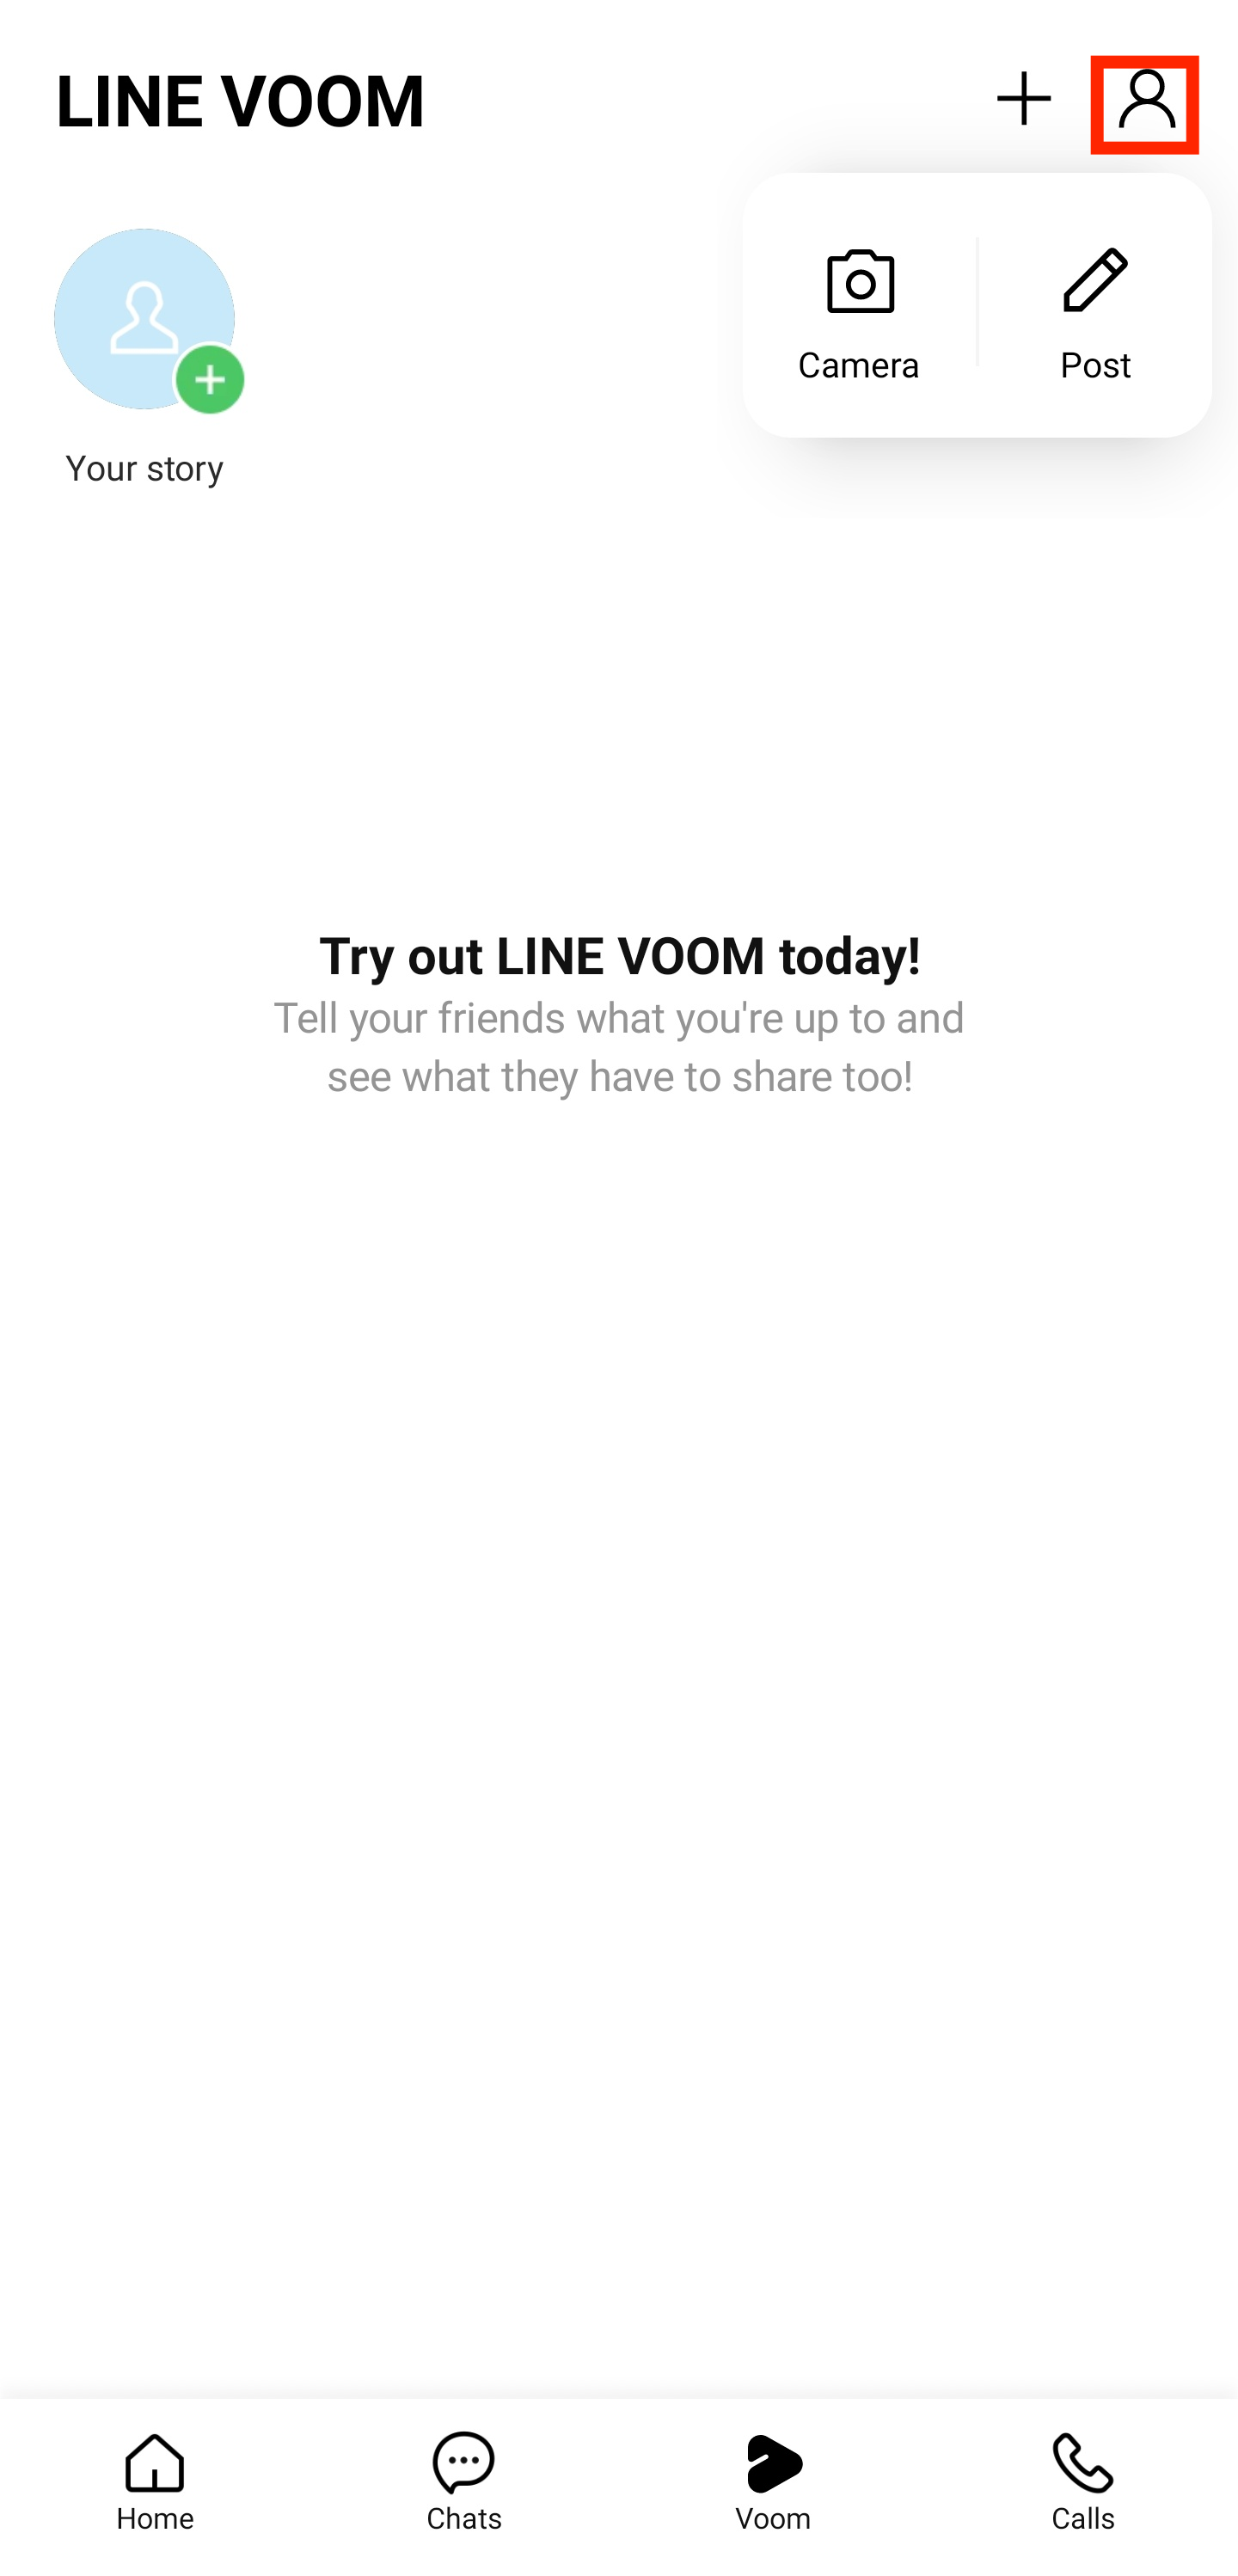 LINE VOOM
Camera
Post
Your story
Try out LINE VOOM today!
Tell your friends what you're up to and
see what they have to share too!
Home
Chats
Voom
Calls